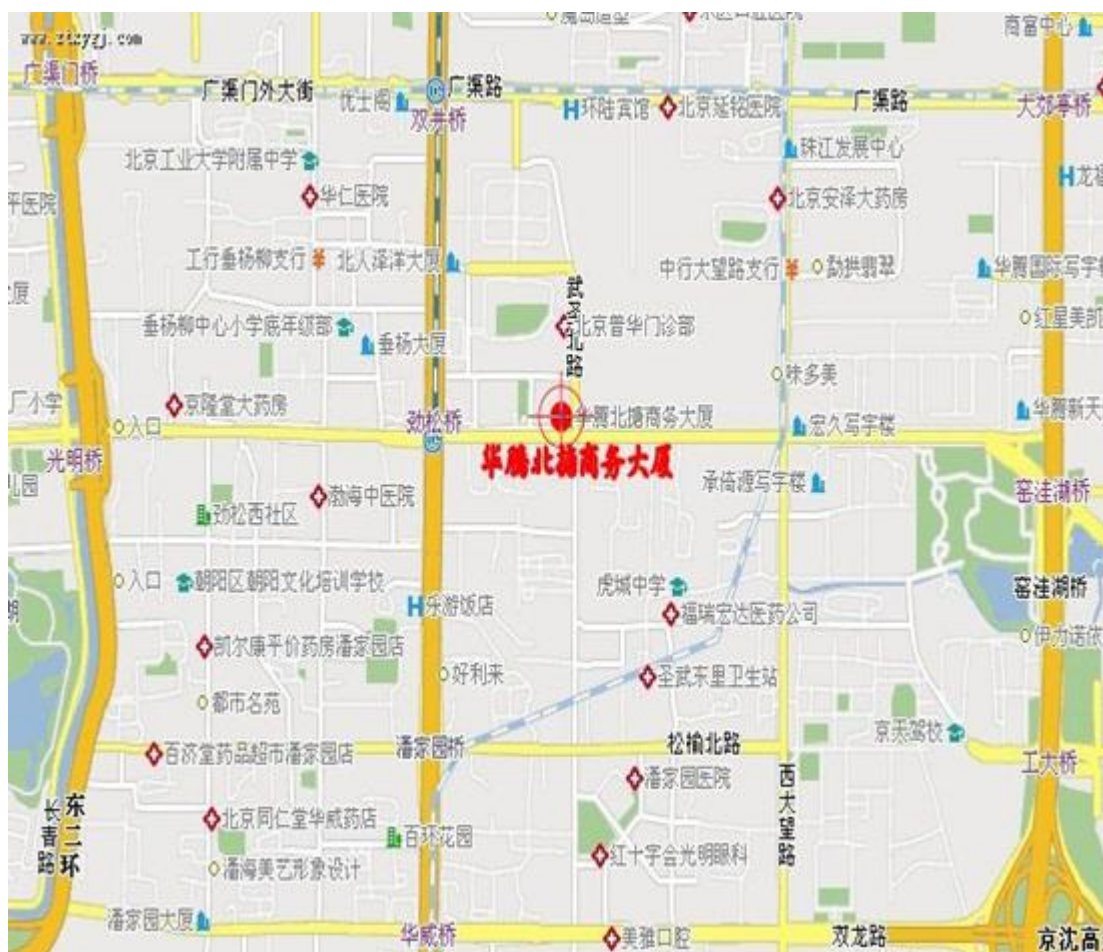 商富中心
www.ztxyzj.com
广渠门桥
广渠门外大街
优士阁
广渠路
双井桥
环陆宾馆
北京延铭医院
广渠路
大郊亭桥
北京工业大学附属中学
珠江发展中心
华仁医院
北京安泽大药房
龙福
平医院
工行垂杨柳支行
北人泽洋大厦
中行大望路支行
勐拱翡翠
华腾国际写字楼
武圣北路
垂杨柳中心小学底年级部
北京普华门诊部
红星美凯
垂杨大厦
味多美
厂小学
京隆堂大药房
入口
劲松桥
华腾北搪商务大厦
宏久写字楼
华腾新天
光明桥
华腾北搪商务大厦
儿园
渤海中医院
承倚源写字楼
窑洼湖桥
劲松西社区
入口
朝阳区朝阳文化培训学校
虎城中学
窑洼湖桥
乐游饭店
福瑞宏达医药公司
伊力诺依
凯尔康平价药房潘家园店
好利来
圣武东里卫生站
都市名苑
京天驾校
百济堂药品超市潘家园店
潘家园桥
松榆北路
工大桥
潘家园医院
西大望路
长青路
东二环
北京同仁堂华威药店
百环花园
红十字会光明眼科
潘海美艺形象设计
潘家园大厦
华威桥
美雅口腔
双龙路
京沈高